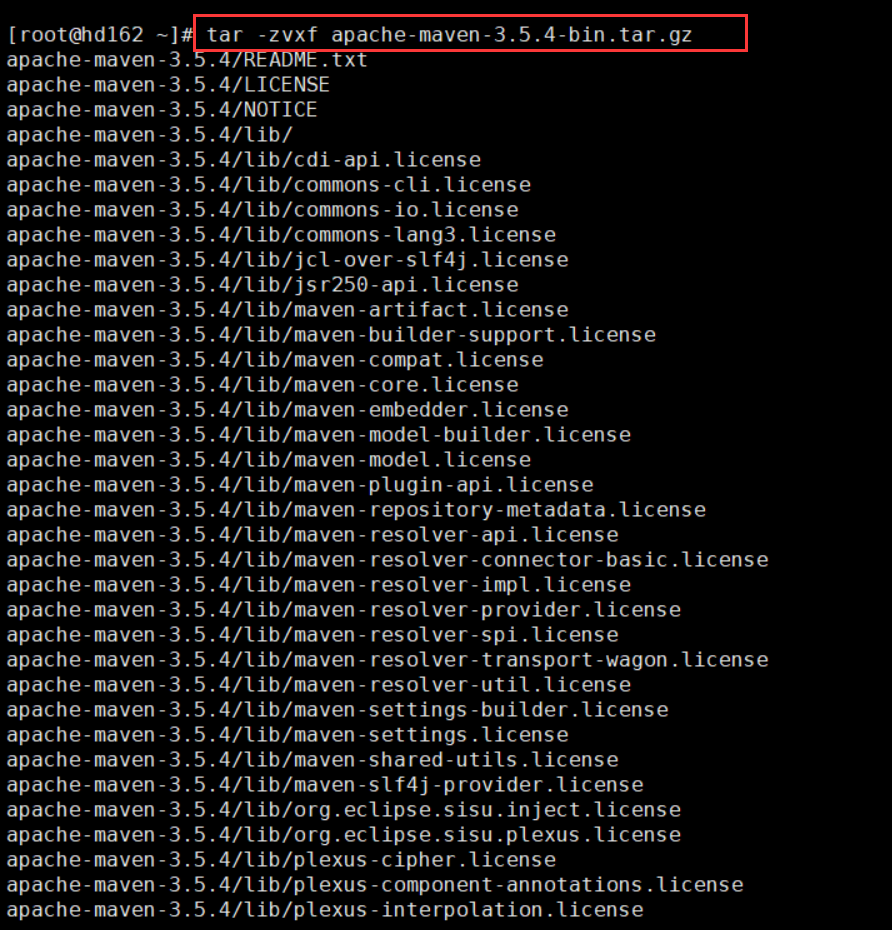 [root@hd162 ~]# tar -zvxf apache-maven-3.5.4-bin.tar.gz
apache-maven-3.5.4/README.txt
apache-maven-3.5.4/LICENSE
apache-maven-3.5.4/NOTICE
apache-maven-3.5.4/lib/
apache-maven-3.5.4/lib/cdi-api.license
apache-maven-3.5.4/lib/commons-cli.license
apache-maven-3.5.4/lib/commons-io.license
apache-maven-3.5.4/lib/commons-lang3.license
apache-maven-3.5.4/lib/jcl-over-slf4j.license
apache-maven-3.5.4/lib/jsr250-api.license
apache-maven-3.5.4/lib/maven-artifact.license
apache-maven-3.5.4/lib/maven-builder-support.license
apache-maven-3.5.4/lib/maven-compat.license
apache-maven-3.5.4/lib/maven-core.license
apache-maven-3.5.4/lib/maven-embedder.license
apache-maven-3.5.4/lib/maven-model-builder.license
apache-maven-3.5.4/lib/maven-model.license
apache-maven-3.5.4/lib/maven-plugin-api.license
apache-maven-3.5.4/lib/maven-repository-metadata.license
apache-maven-3.5.4/lib/maven-resolver-api.license
apache-maven-3.5.4/lib/maven-resolver-connector-basic.license
apache-maven-3.5.4/lib/maven-resolver-impl.license
apache-maven-3.5.4/lib/maven-resolver-provider.license
apache-maven-3.5.4/lib/maven-resolver-spi.license
apache-maven-3.5.4/lib/maven-resolver-transport-wagon.license
apache-maven-3.5.4/lib/maven-resolver-util.license
apache-maven-3.5.4/lib/maven-settings-builder.license
apache-maven-3.5.4/lib/maven-settings.license
apache-maven-3.5.4/lib/maven-shared-utils.license
apache-maven-3.5.4/lib/maven-slf4j-provider.license
apache-maven-3.5.4/lib/org.eclipse.sisu.inject.license
apache-maven-3.5.4/lib/org.eclipse.sisu.plexus.license
apache-maven-3.5.4/lib/plexus-cipher.license
apache-maven-3.5.4/lib/plexus-component-annotations.license
apache-maven-3.5.4/lib/plexus-interpolation.license